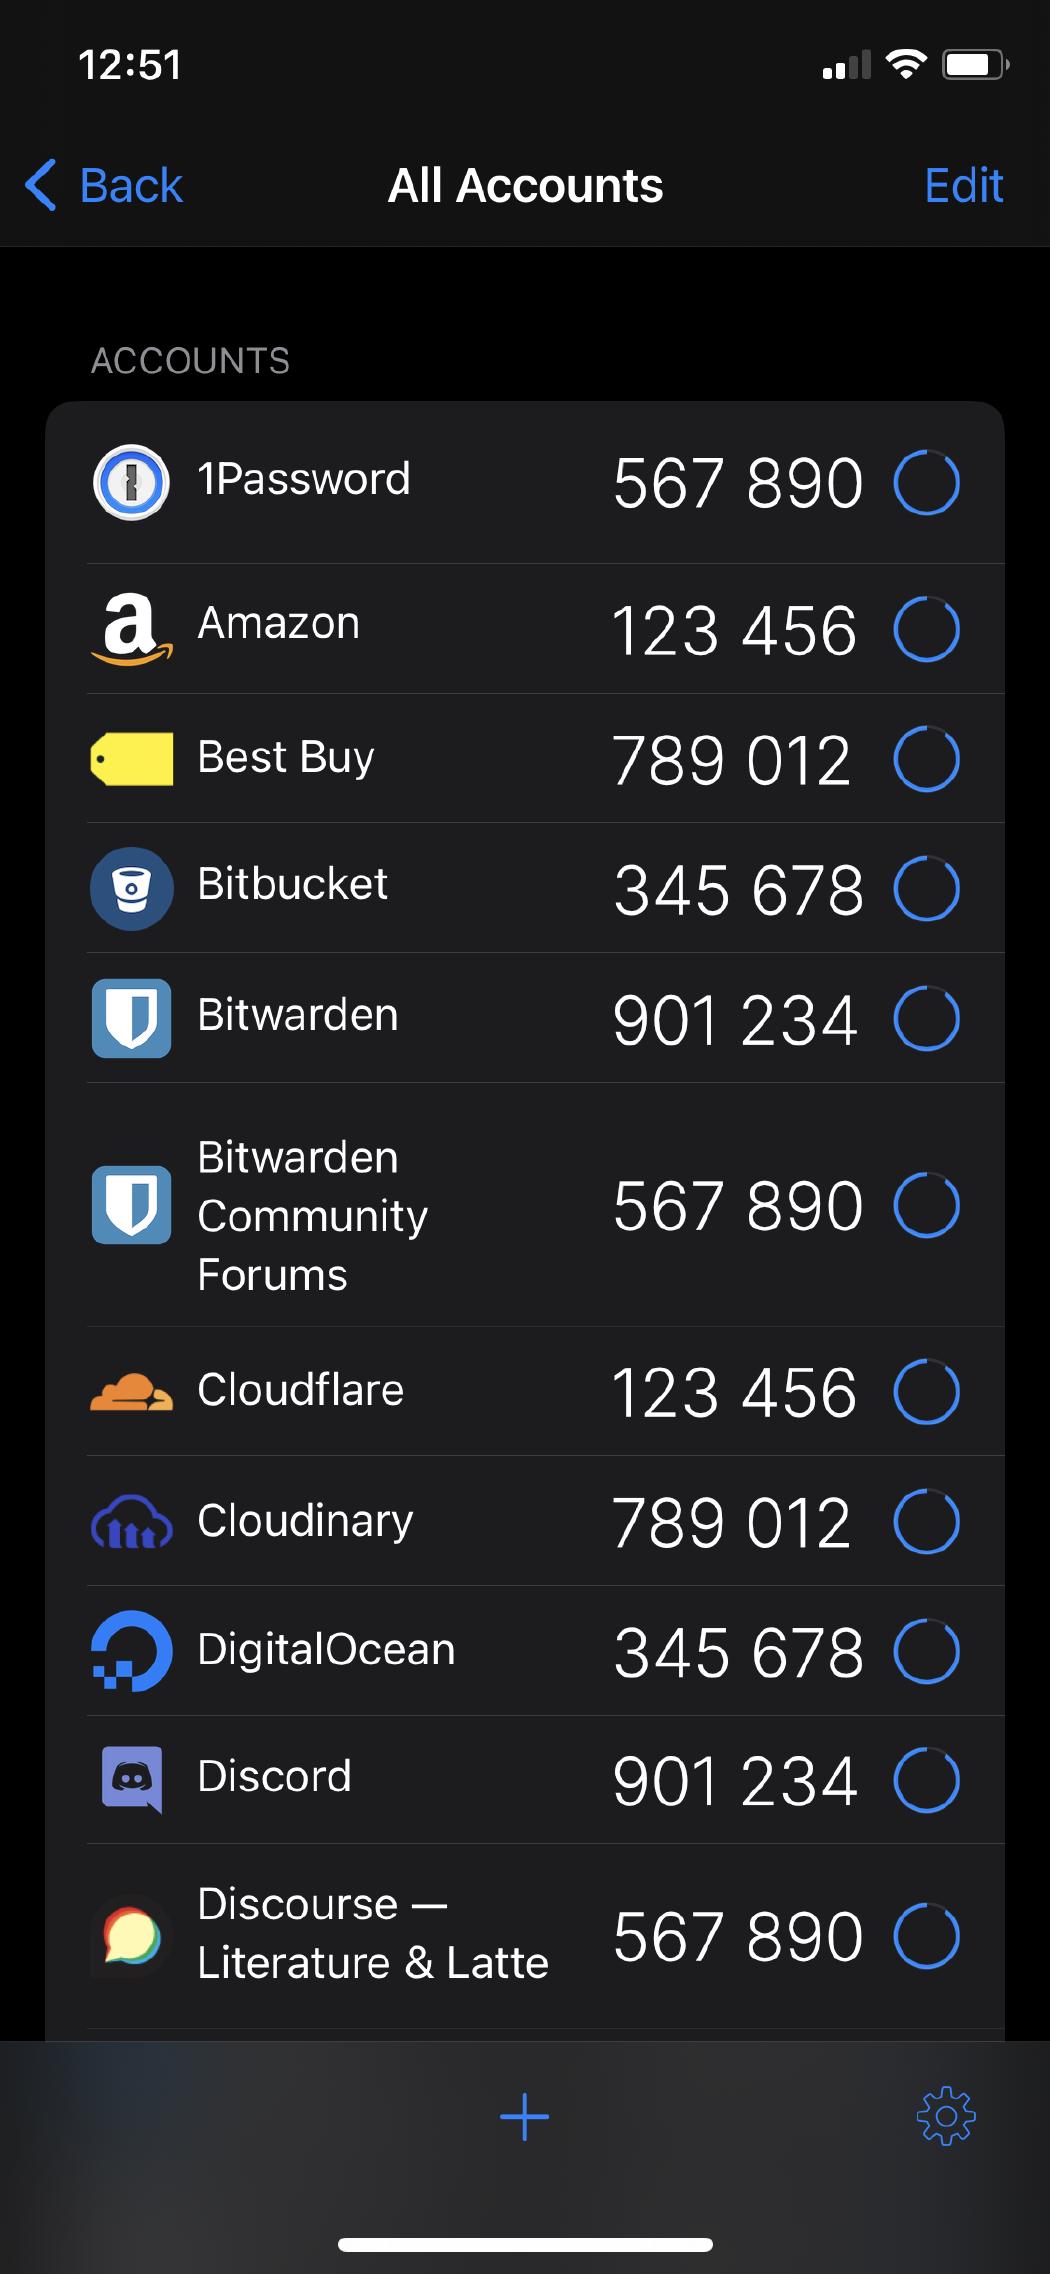 12:51
Back
All Accounts
Edit
ACCOUNTS
1Password 567 890
Amazon 123 456
Best Buy 789 012
Bitbucket 345 678
Bitwarden 901 234
Bitwarden
Community
Forums
567 890
Cloudflare 123 456
Cloudinary 789 012
DigitalOcean 345 678
Discord 901 234
Discourse —
Literature & Latte
567 890